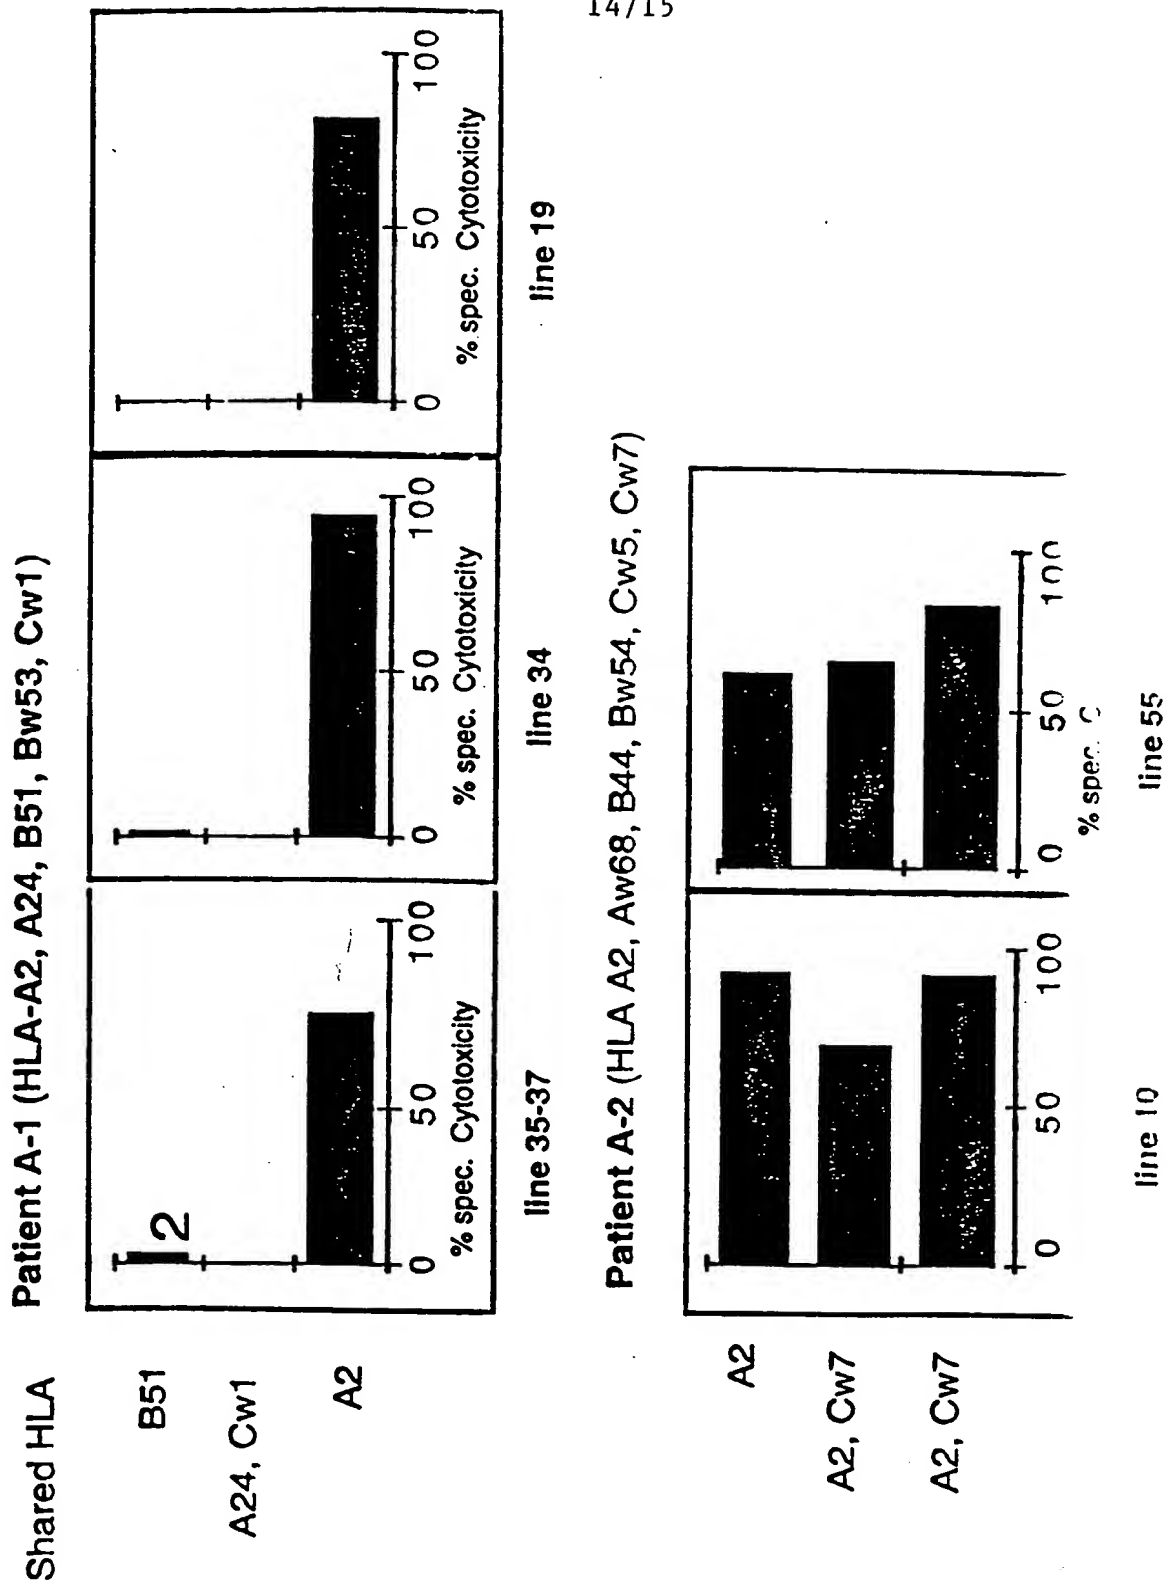 14/15
Shared HLA
Patient A-1 (HLA-A2, A24, B51, Bw53, Cw1)
B51
A24, Cw1
A2
2
0 50 100
% spec. Cytotoxicity
line 35-37
0 50 100
% spec. Cytotoxicity
line 34
0 50 100
% spec. Cytotoxicity
line 19
Patient A-2 (HLA A2, Aw68, B44, Bw54, Cw5, Cw7)
A2
A2, Cw7
A2, Cw7
0 50 100
line 10
0 50 100
% spec. C
line 55